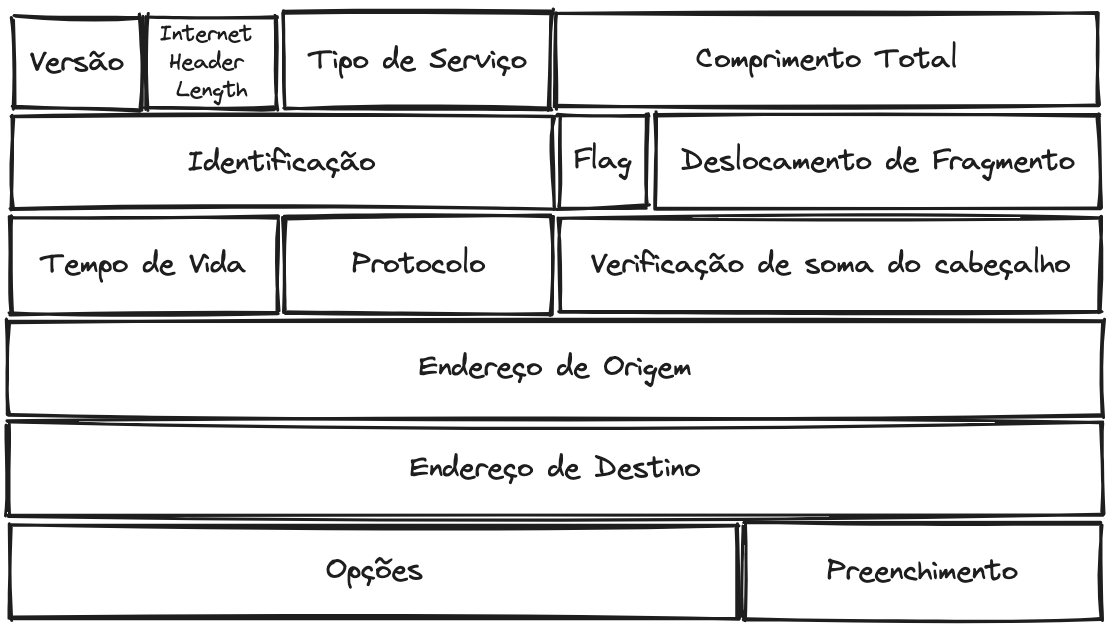 Versão
Internet
Header
Length
Tipo de Serviço
Comprimento Total
Identificação
Flag
Deslocamento de Fragmento
Tempo de Vida
Protocolo
Verificação de soma do cabeçalho
Endereço de Origem
Endereço de Destino
Opções
Preenchimento